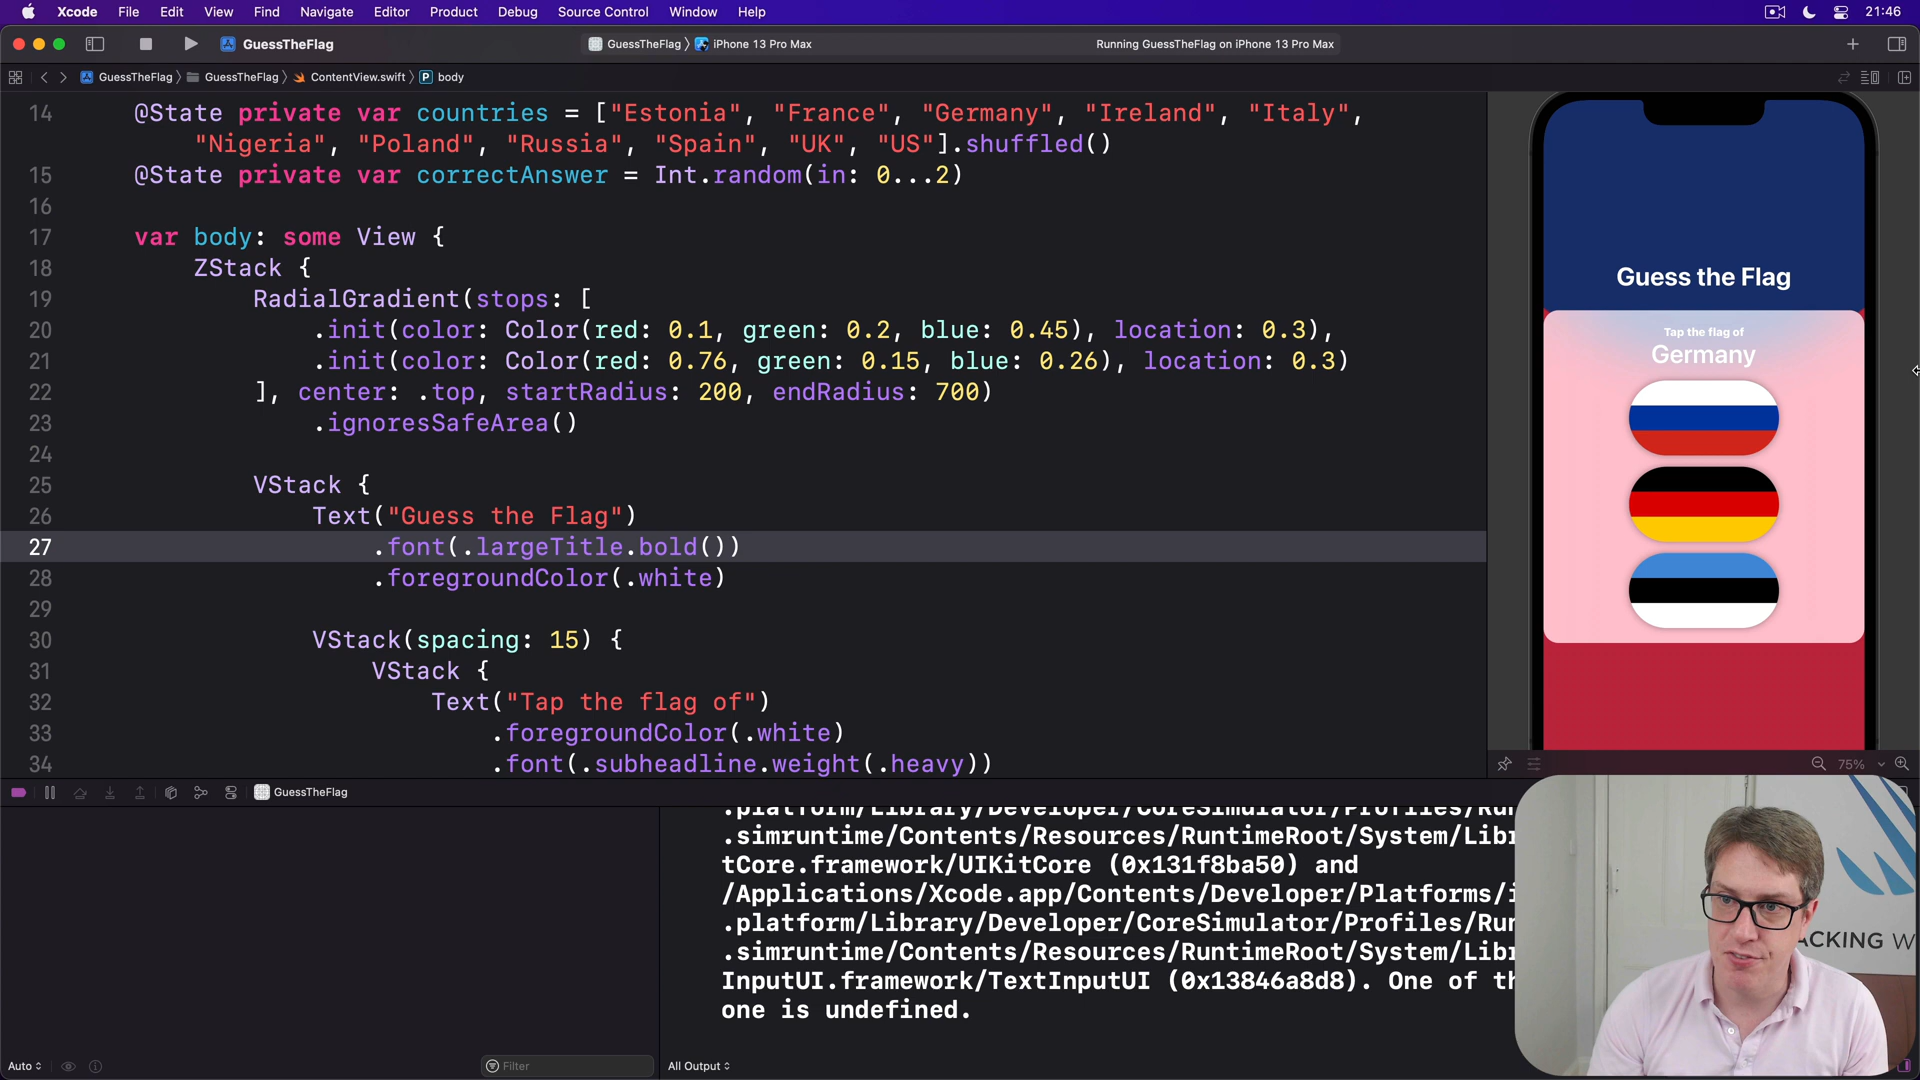 Xcode File Edit View Find Navigate Editor Product Debug Source Control Window Help 21:46
GuessTheFlag GuessTheFlag iPhone 13 Pro Max Running GuessTheFlag on iPhone 13 Pro Max
GuessTheFlag GuessTheFlag ContentView.swift P body
14 @State private var countries = ["Estonia", "France", "Germany", "Ireland", "Italy",
"Nigeria", "Poland", "Russia", "Spain", "UK", "US"].shuffled()
15 @State private var correctAnswer = Int.random(in: 0...2)
16
17 var body: some View {
18 ZStack {
19 RadialGradient(stops: [
20 .init(color: Color(red: 0.1, green: 0.2, blue: 0.45), location: 0.3),
21 .init(color: Color(red: 0.76, green: 0.15, blue: 0.26), location: 0.3)
22 ], center: .top, startRadius: 200, endRadius: 700)
23 .ignoresSafeArea()
24
25 VStack {
26 Text("Guess the Flag")
27 .font(.largeTitle.bold())
28 .foregroundColor(.white)
29
30 VStack(spacing: 15) {
31 VStack {
32 Text("Tap the flag of")
33 .foregroundColor(.white)
34 .font(.subheadline.weight(.heavy))
Guess the Flag
Tap the flag of
Germany
75%
GuessTheFlag
.platform/Library/Developer/CoreSimulator/Profiles/Run
.simruntime/Contents/Resources/RuntimeRoot/System/Libr
tCore.framework/UIKitCore (0x131f8ba50) and
/Applications/Xcode.app/Contents/Developer/Platforms/i
.platform/Library/Developer/CoreSimulator/Profiles/Run
.simruntime/Contents/Resources/RuntimeRoot/System/Libr
InputUI.framework/TextInputUI (0x13846a8d8). One of th
one is undefined.
ACKING W
Auto Filter All Output